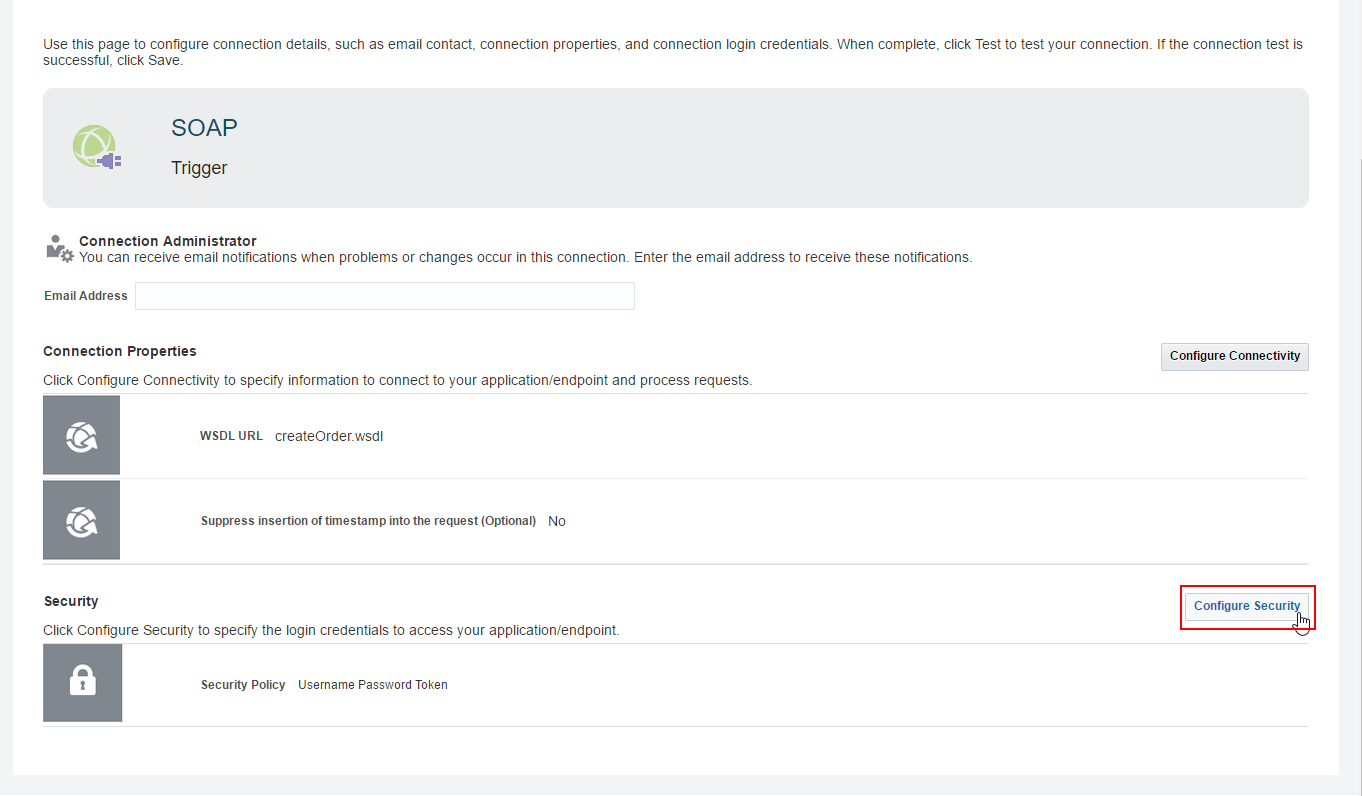 Use this page to configure connection details, such as email contact, connection properties, and connection login credentials. When complete, click Test to test your connection. If the connection test is
successful, click Save.
SOAP
Trigger
Connection Administrator
You can receive email notifications when problems or changes occur in this connection. Enter the email address to receive these notifications.
Email Address
Connection Properties
Configure Connectivity
Click Configure Connectivity to specify information to connect to your application/endpoint and process requests.
WSDL URL createOrder.wsdl
Suppress insertion of timestamp into the request (Optional) No
Security
Configure Security
Click Configure Security to specify the login credentials to access your application/endpoint.
Security Policy Username Password Token